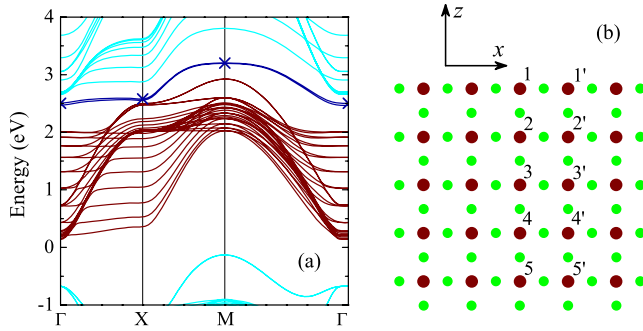 4
3
2
1
0
-1
Energy (eV)
Γ X M Γ
(a)
z
x
(b)
1 1'
2 2'
3 3'
4 4'
5 5'